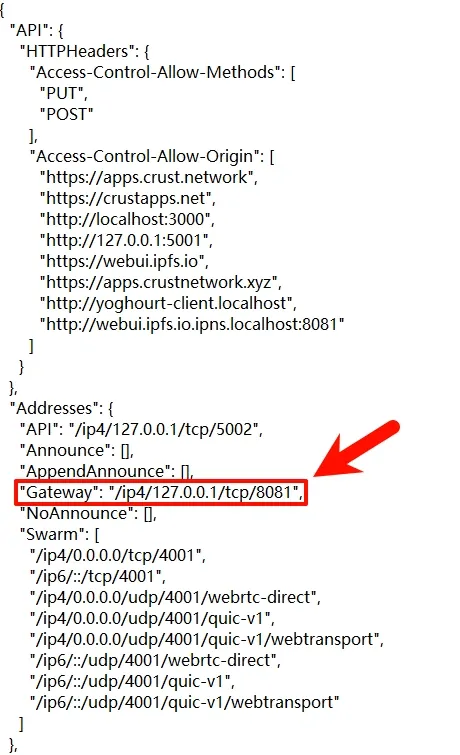 {
"API": {
"HTTPHeaders": {
"Access-Control-Allow-Methods": [
"PUT",
"POST"
],
"Access-Control-Allow-Origin": [
"https://apps.crust.network",
"https://crustapps.net",
"http://localhost:3000",
"http://127.0.0.1:5001",
"https://webui.ipfs.io",
"https://apps.crustnetwork.xyz",
"http://yoghourt-client.localhost",
"http://webui.ipfs.io.ipns.localhost:8081"
]
}
},
"Addresses": {
"API": "/ip4/127.0.0.1/tcp/5002",
"Announce": [],
"AppendAnnounce": [],
"Gateway": "/ip4/127.0.0.1/tcp/8081",
"NoAnnounce": [],
"Swarm": [
"/ip4/0.0.0.0/tcp/4001",
"/ip6/::/tcp/4001",
"/ip4/0.0.0.0/udp/4001/webrtc-direct",
"/ip4/0.0.0.0/udp/4001/quic-v1",
"/ip4/0.0.0.0/udp/4001/quic-v1/webtransport",
"/ip6/::/udp/4001/webrtc-direct",
"/ip6/::/udp/4001/quic-v1",
"/ip6/::/udp/4001/quic-v1/webtransport"
]
},